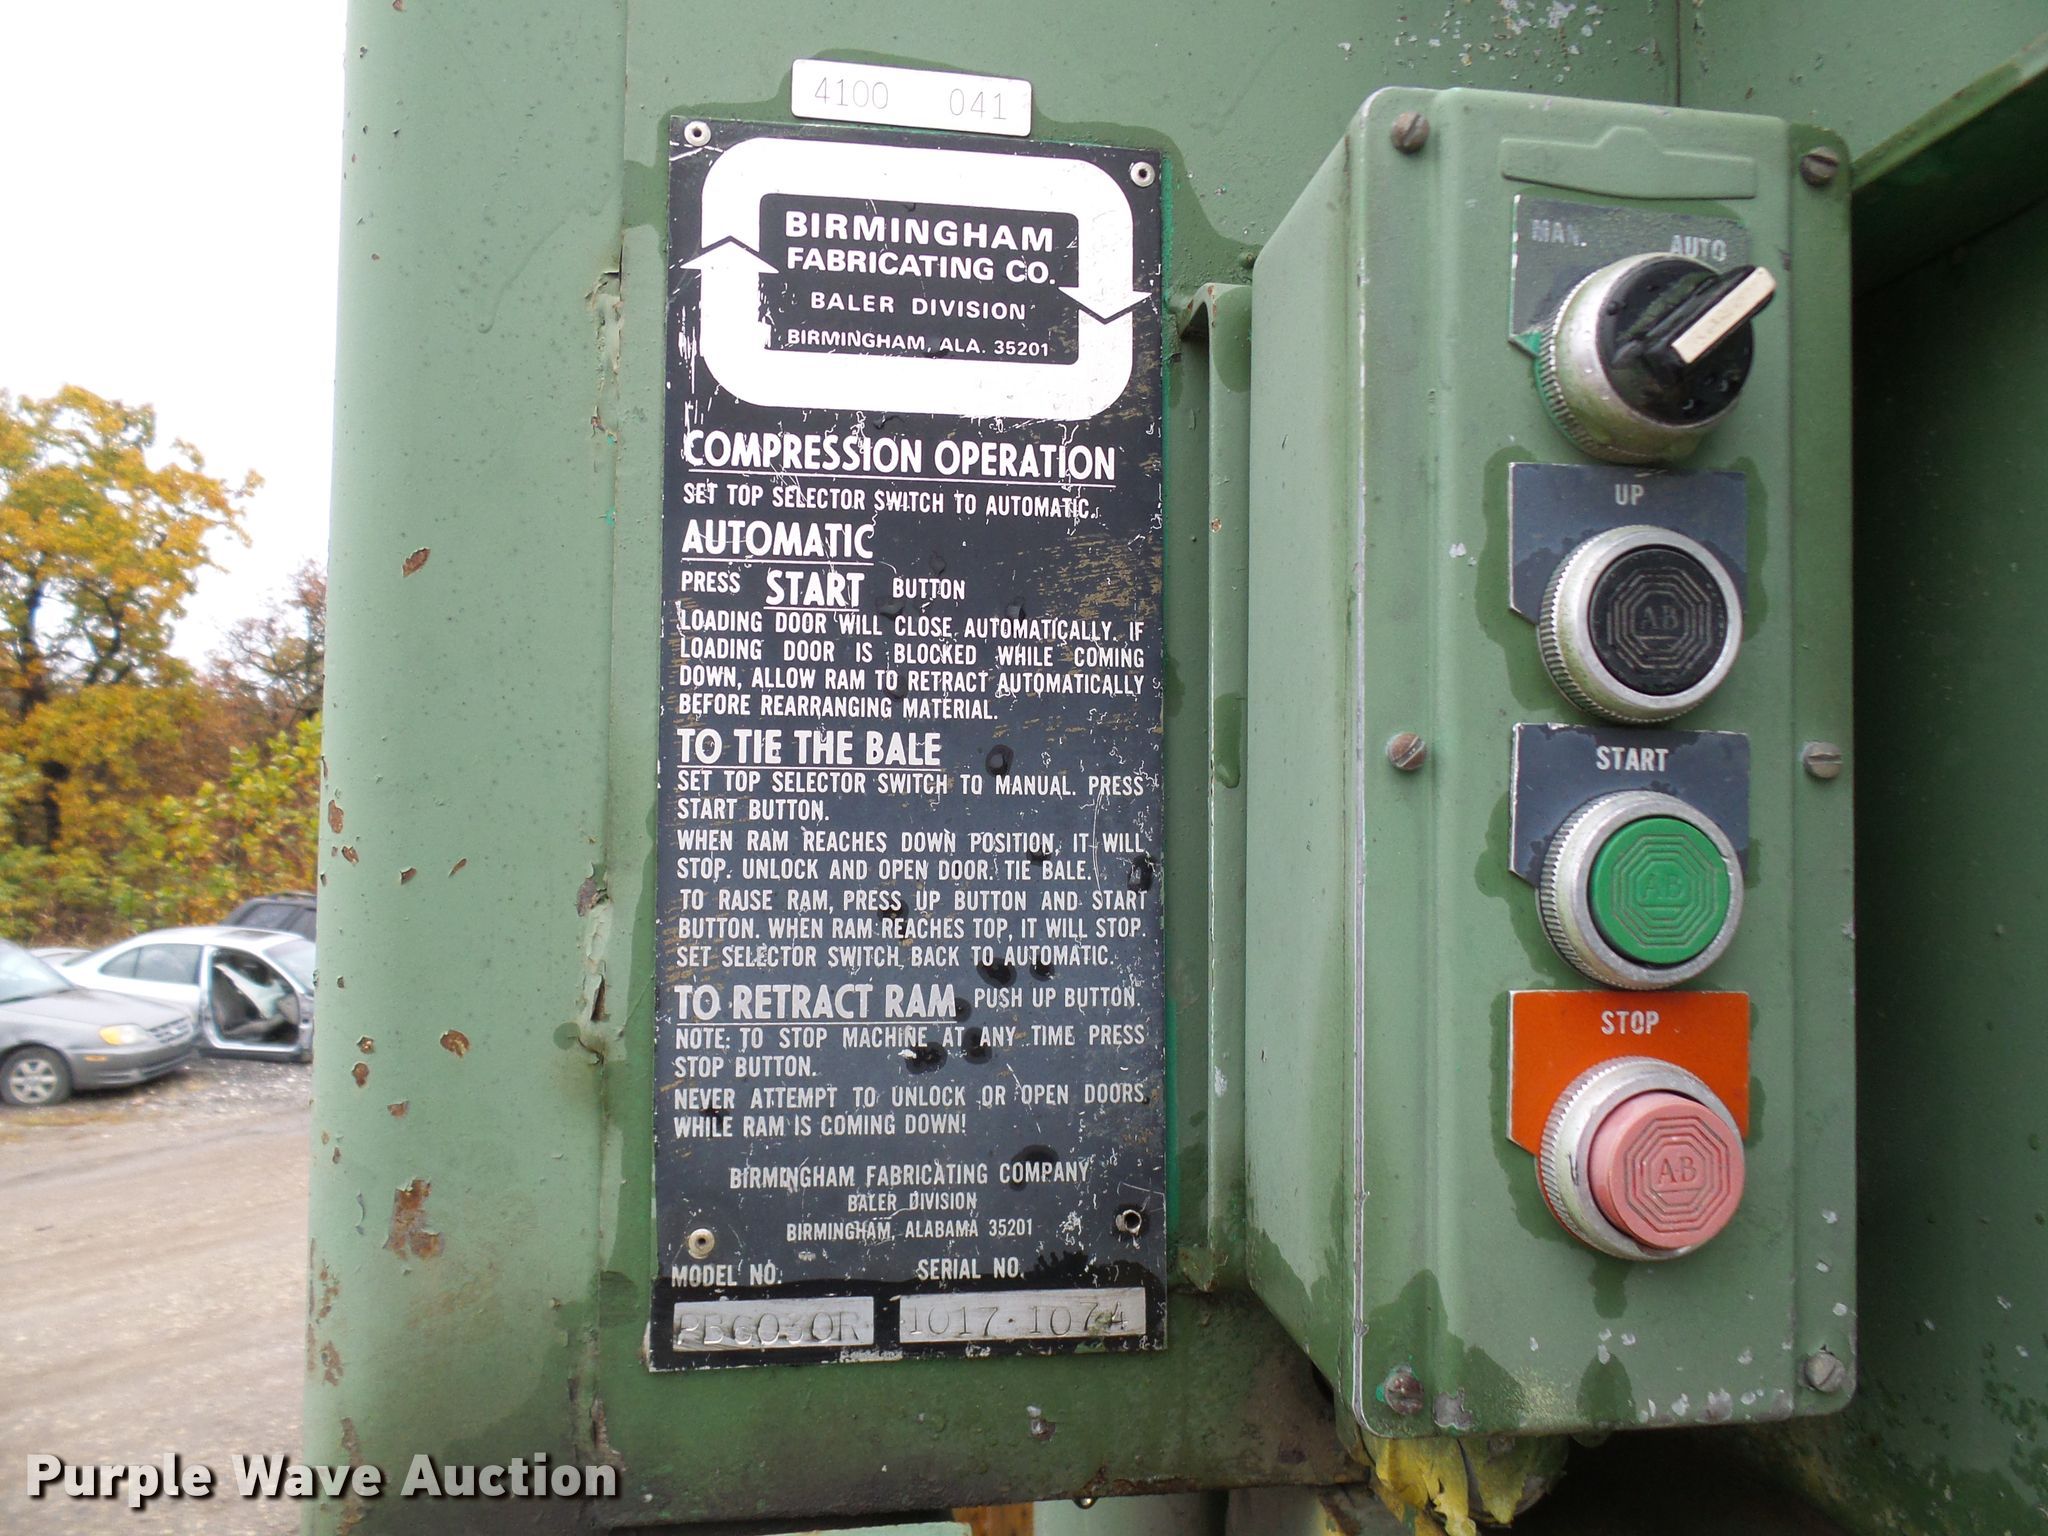 4100 041
BIRMINGHAM
FABRICATING CO.
BALER DIVISION
BIRMINGHAM, ALA. 35201
COMPRESSION OPERATION
SET TOP SELECTOR SWITCH TO AUTOMATIC.
AUTOMATIC
PRESS START BUTTON
LOADING DOOR WILL CLOSE AUTOMATICALLY. IF
LOADING DOOR IS BLOCKED WHILE COMING
DOWN, ALLOW RAM TO RETRACT AUTOMATICALLY
BEFORE REARRANGING MATERIAL.
TO TIE THE BALE
SET TOP SELECTOR SWITCH TO MANUAL. PRESS
START BUTTON.
WHEN RAM REACHES DOWN POSITION, IT WILL
STOP. UNLOCK AND OPEN DOOR. TIE BALE.
TO RAISE RAM, PRESS UP BUTTON AND START
BUTTON. WHEN RAM REACHES TOP, IT WILL STOP.
SET SELECTOR SWITCH BACK TO AUTOMATIC.
TO RETRACT RAM PUSH UP BUTTON.
NOTE: TO STOP MACHINE AT ANY TIME PRESS
STOP BUTTON.
NEVER ATTEMPT TO UNLOCK OR OPEN DOORS
WHILE RAM IS COMING DOWN!
BIRMINGHAM FABRICATING COMPANY
BALER DIVISION
BIRMINGHAM, ALABAMA 35201
MODEL NO. SERIAL NO.
1017 1074
MAN. AUTO
UP
AB
START
AB
STOP
AB
Purple Wave Auction